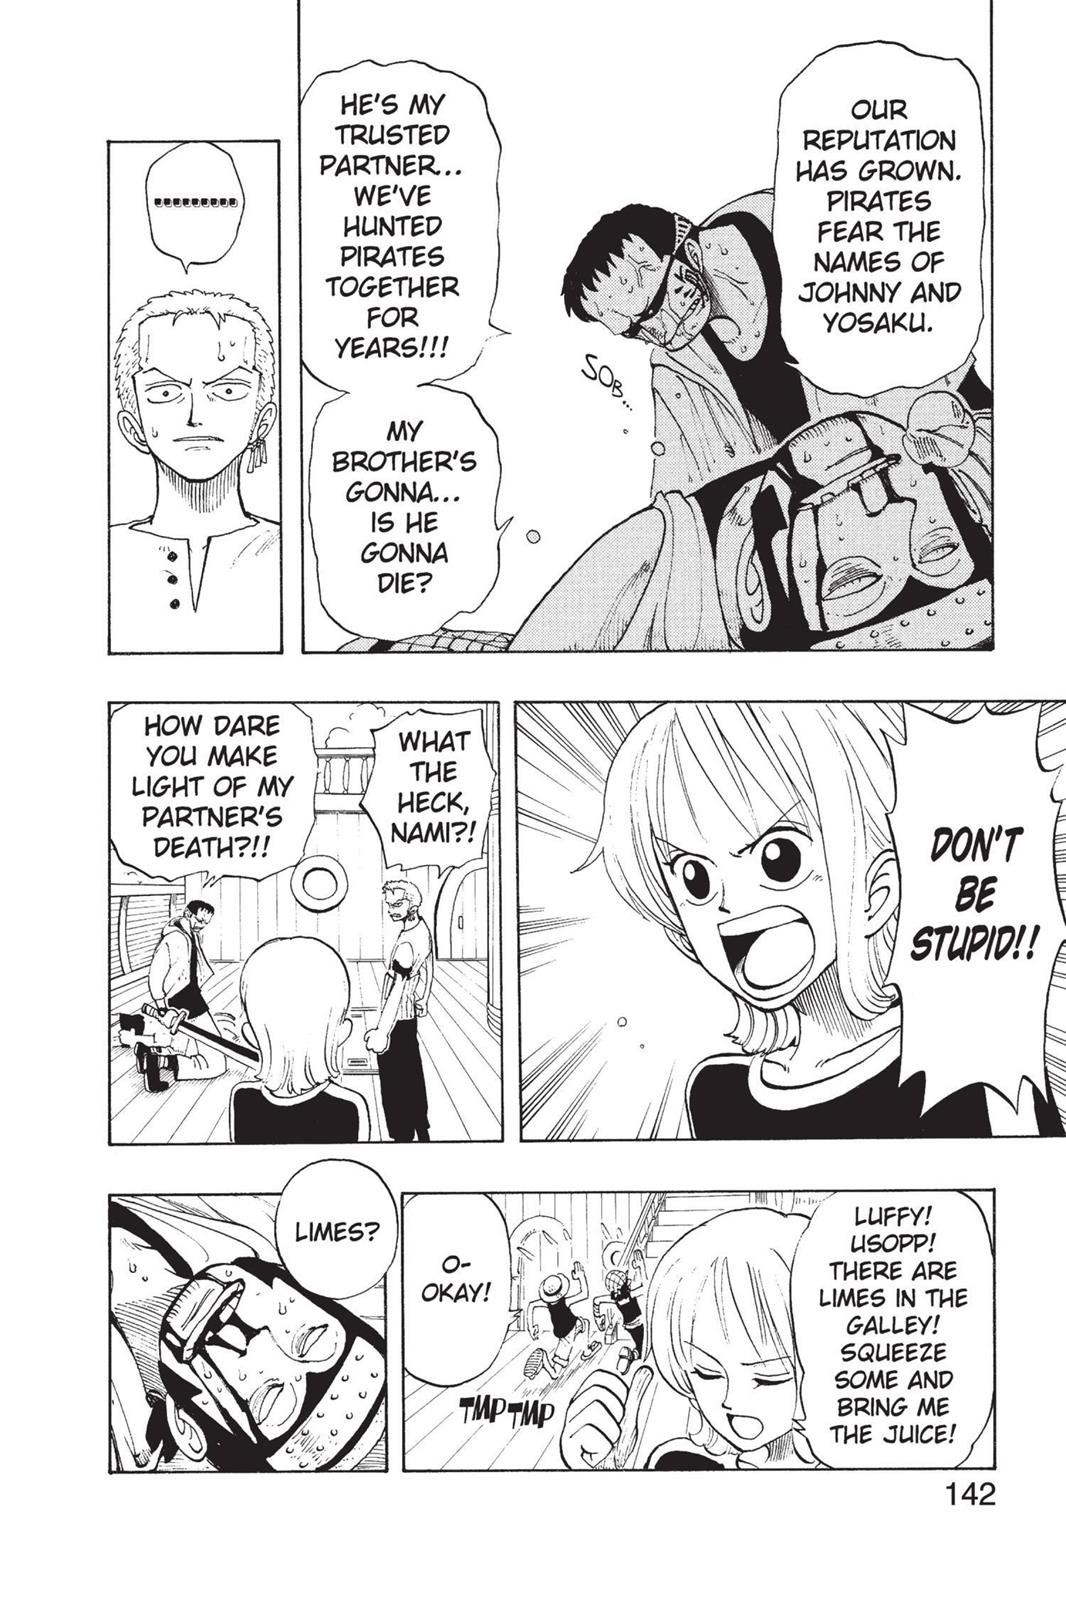 OUR
REPUTATION
HAS GROWN.
PIRATES
FEAR THE
NAMES OF
JOHNNY AND
YOSAKU.
HE'S MY
TRUSTED
PARTNER...
WE'VE
HUNTED
PIRATES
TOGETHER
FOR
YEARS!!!
SOB...
MY
BROTHER'S
GONNA...
IS HE
GONNA
DIE?
.........
DON'T
BE
STUPID!!
WHAT
THE
HECK,
NAMI?!
HOW DARE
YOU MAKE
LIGHT OF MY
PARTNER'S
DEATH?!!
LUFFY!
USOPP!
THERE ARE
LIMES IN THE
GALLEY!
SQUEEZE
SOME AND
BRING ME
THE JUICE!
O-
OKAY!
TMP TMP
LIMES?
142